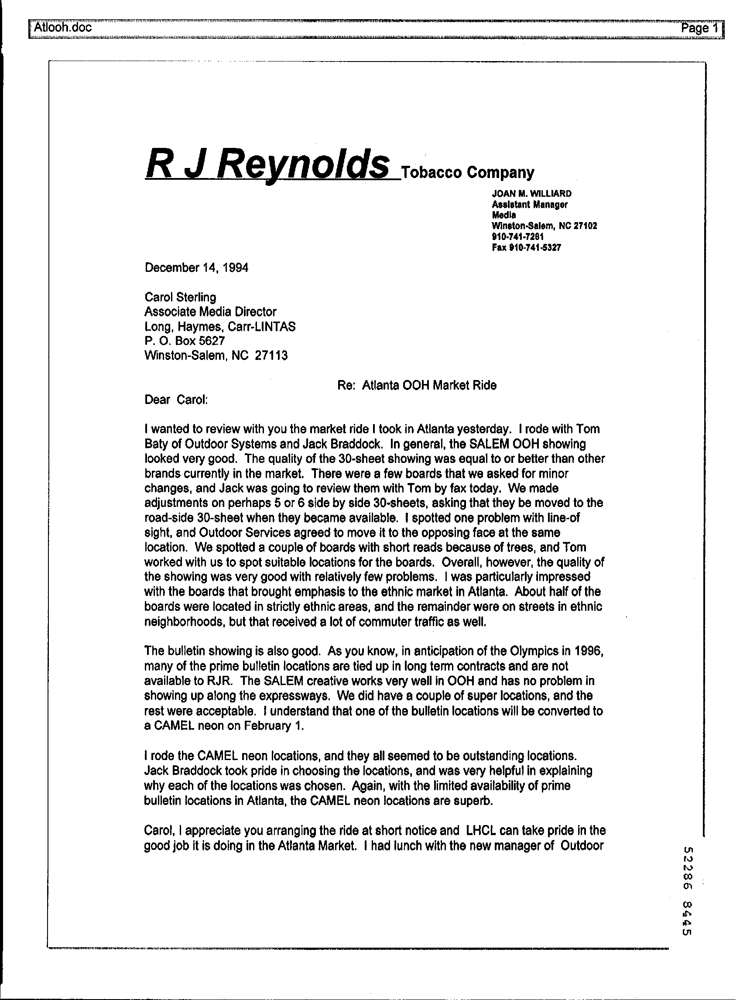 Atlooh.doc Page 1
R J Reynolds Tobacco Company
JOAN M. WILLIARD
Assistant Manager
Media
Winston-Salem, NC 27102
910-741-7261
Fax 910-741-5327
December 14, 1994
Carol Sterling
Associate Media Director
Long, Haymes, Carr-LINTAS
P. O. Box 5627
Winston-Salem, NC 27113
Re: Atlanta OOH Market Ride
Dear Carol:
I wanted to review with you the market ride I took in Atlanta yesterday. I rode with Tom
Baty of Outdoor Systems and Jack Braddock. In general, the SALEM OOH showing
looked very good. The quality of the 30-sheet showing was equal to or better than other
brands currently in the market. There were a few boards that we asked for minor
changes, and Jack was going to review them with Tom by fax today. We made
adjustments on perhaps 5 or 6 side by side 30-sheets, asking that they be moved to the
road-side 30-sheet when they became available. I spotted one problem with line-of
sight, and Outdoor Services agreed to move it to the opposing face at the same
location. We spotted a couple of boards with short reads because of trees, and Tom
worked with us to spot suitable locations for the boards. Overall, however, the quality of
the showing was very good with relatively few problems. I was particularly impressed
with the boards that brought emphasis to the ethnic market in Atlanta. About half of the
boards were located in strictly ethnic areas, and the remainder were on streets in ethnic
neighborhoods, but that received a lot of commuter traffic as well.
The bulletin showing is also good. As you know, in anticipation of the Olympics in 1996,
many of the prime bulletin locations are tied up in long term contracts and are not
available to RJR. The SALEM creative works very well in OOH and has no problem in
showing up along the expressways. We did have a couple of super locations, and the
rest were acceptable. I understand that one of the bulletin locations will be converted to
a CAMEL neon on February 1.
I rode the CAMEL neon locations, and they all seemed to be outstanding locations.
Jack Braddock took pride in choosing the locations, and was very helpful in explaining
why each of the locations was chosen. Again, with the limited availability of prime
bulletin locations in Atlanta, the CAMEL neon locations are superb.
Carol, I appreciate you arranging the ride at short notice and LHCL can take pride in the
good job it is doing in the Atlanta Market. I had lunch with the new manager of Outdoor
52286 8445